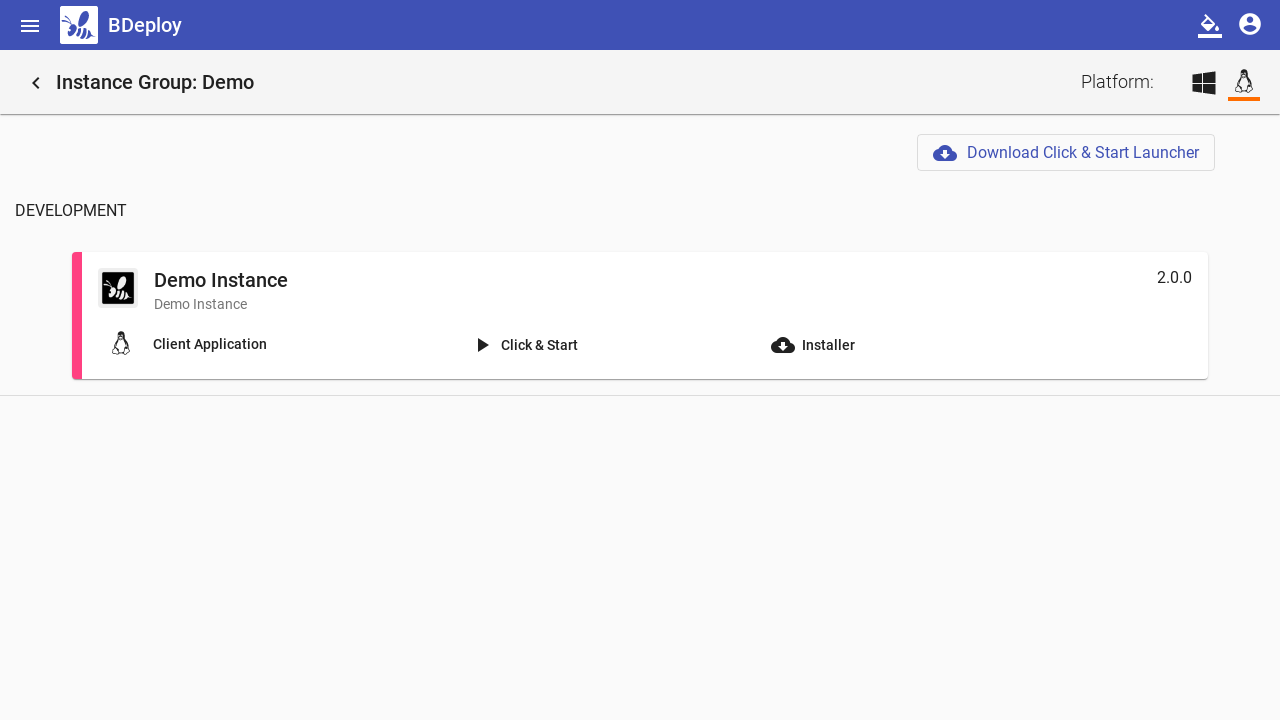 BDeploy
Instance Group: Demo
Platform:
Download Click & Start Launcher
DEVELOPMENT
Demo Instance
2.0.0
Demo Instance
Client Application
Click & Start
Installer